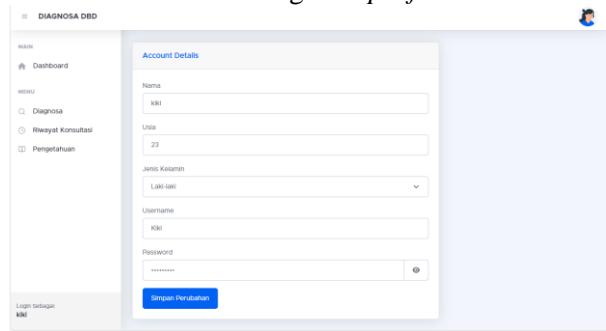 DIAGNOSA DBD
MAIN
Dashboard
MENU
Diagnosa
Riwayat Konsultasi
Pengetahuan
Login Sebagai:
kiki
Account Details
Nama
kiki
Usia
23
Jenis Kelamin
Laki-laki
Username
Kiki
Password
•••••••••
Simpan Perubahan